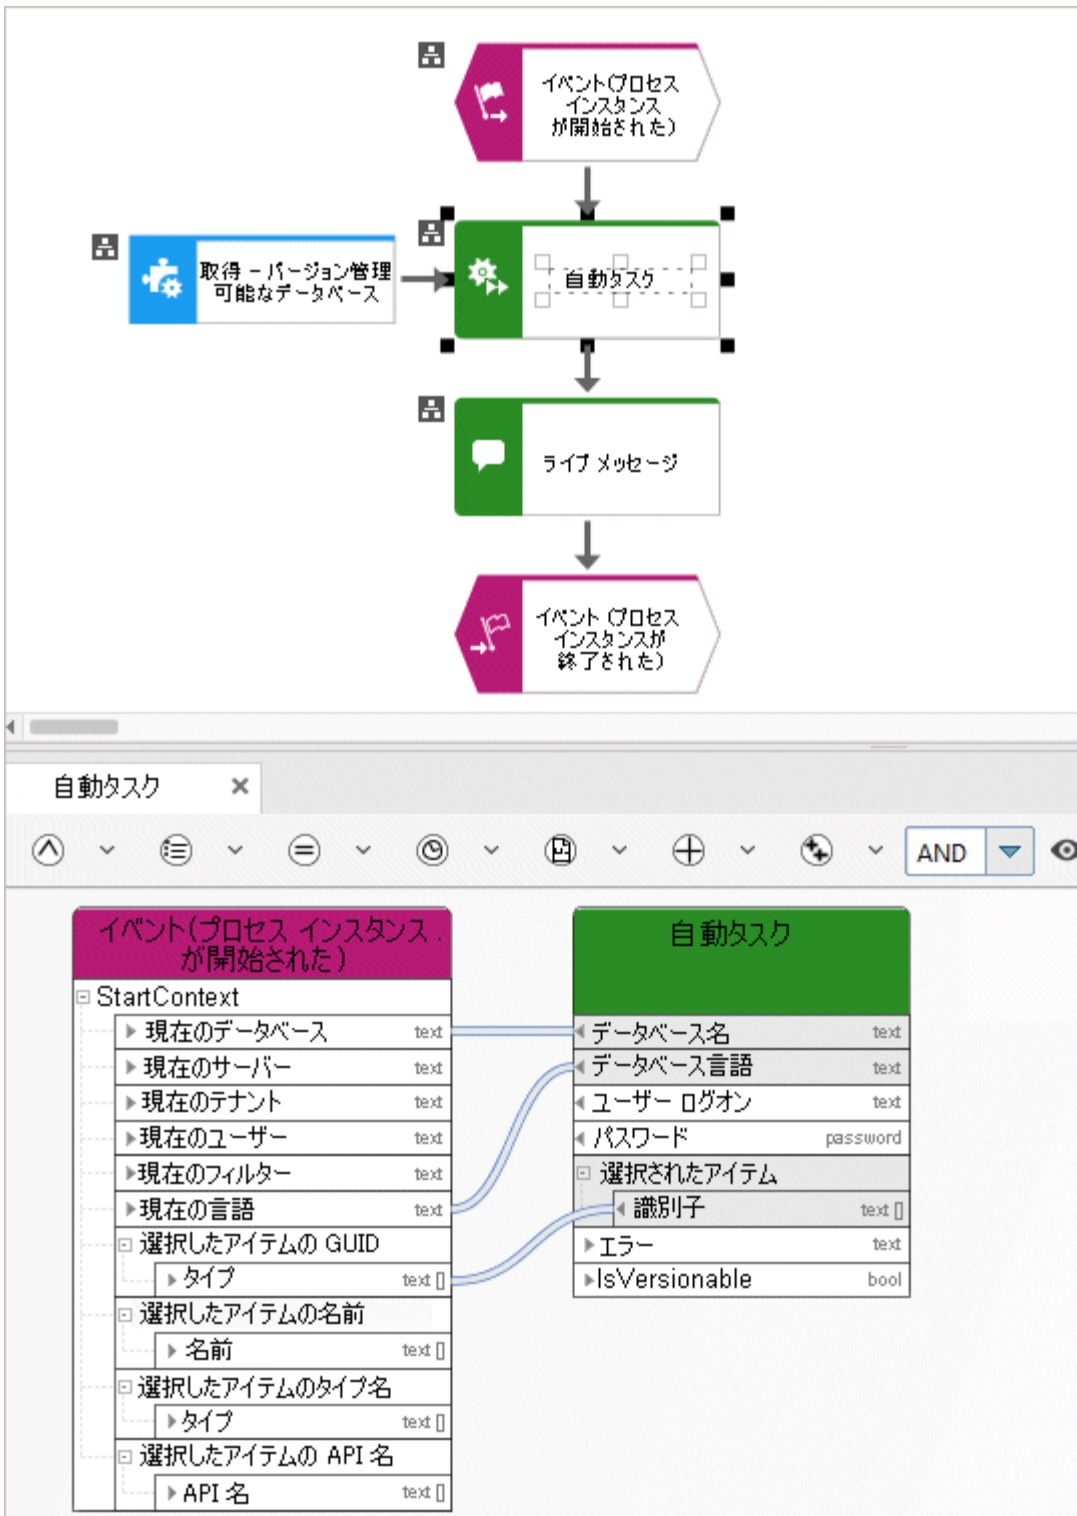 イベント(プロセス
インスタンス
が開始された)
取得 - バージョン管理
可能なデータベース
自動タスク
ライブ メッセージ
イベント (プロセス
インスタンスが
終了された)
自動タスク
AND
イベント(プロセス インスタンス .
が開始された)
自動タスク
StartContext
現在のデータベース text
データベース名 text
現在のサーバー text
データベース言語 text
現在のテナント text
ユーザー ログオン text
現在のユーザー text
パスワード password
現在のフィルター text
選択されたアイテム
現在の言語 text
識別子 text []
選択したアイテムの GUID
エラー text
タイプ text []
IsVersionable bool
選択したアイテムの名前
名前 text []
選択したアイテムのタイプ名
タイプ text []
選択したアイテムの API 名
API 名 text []